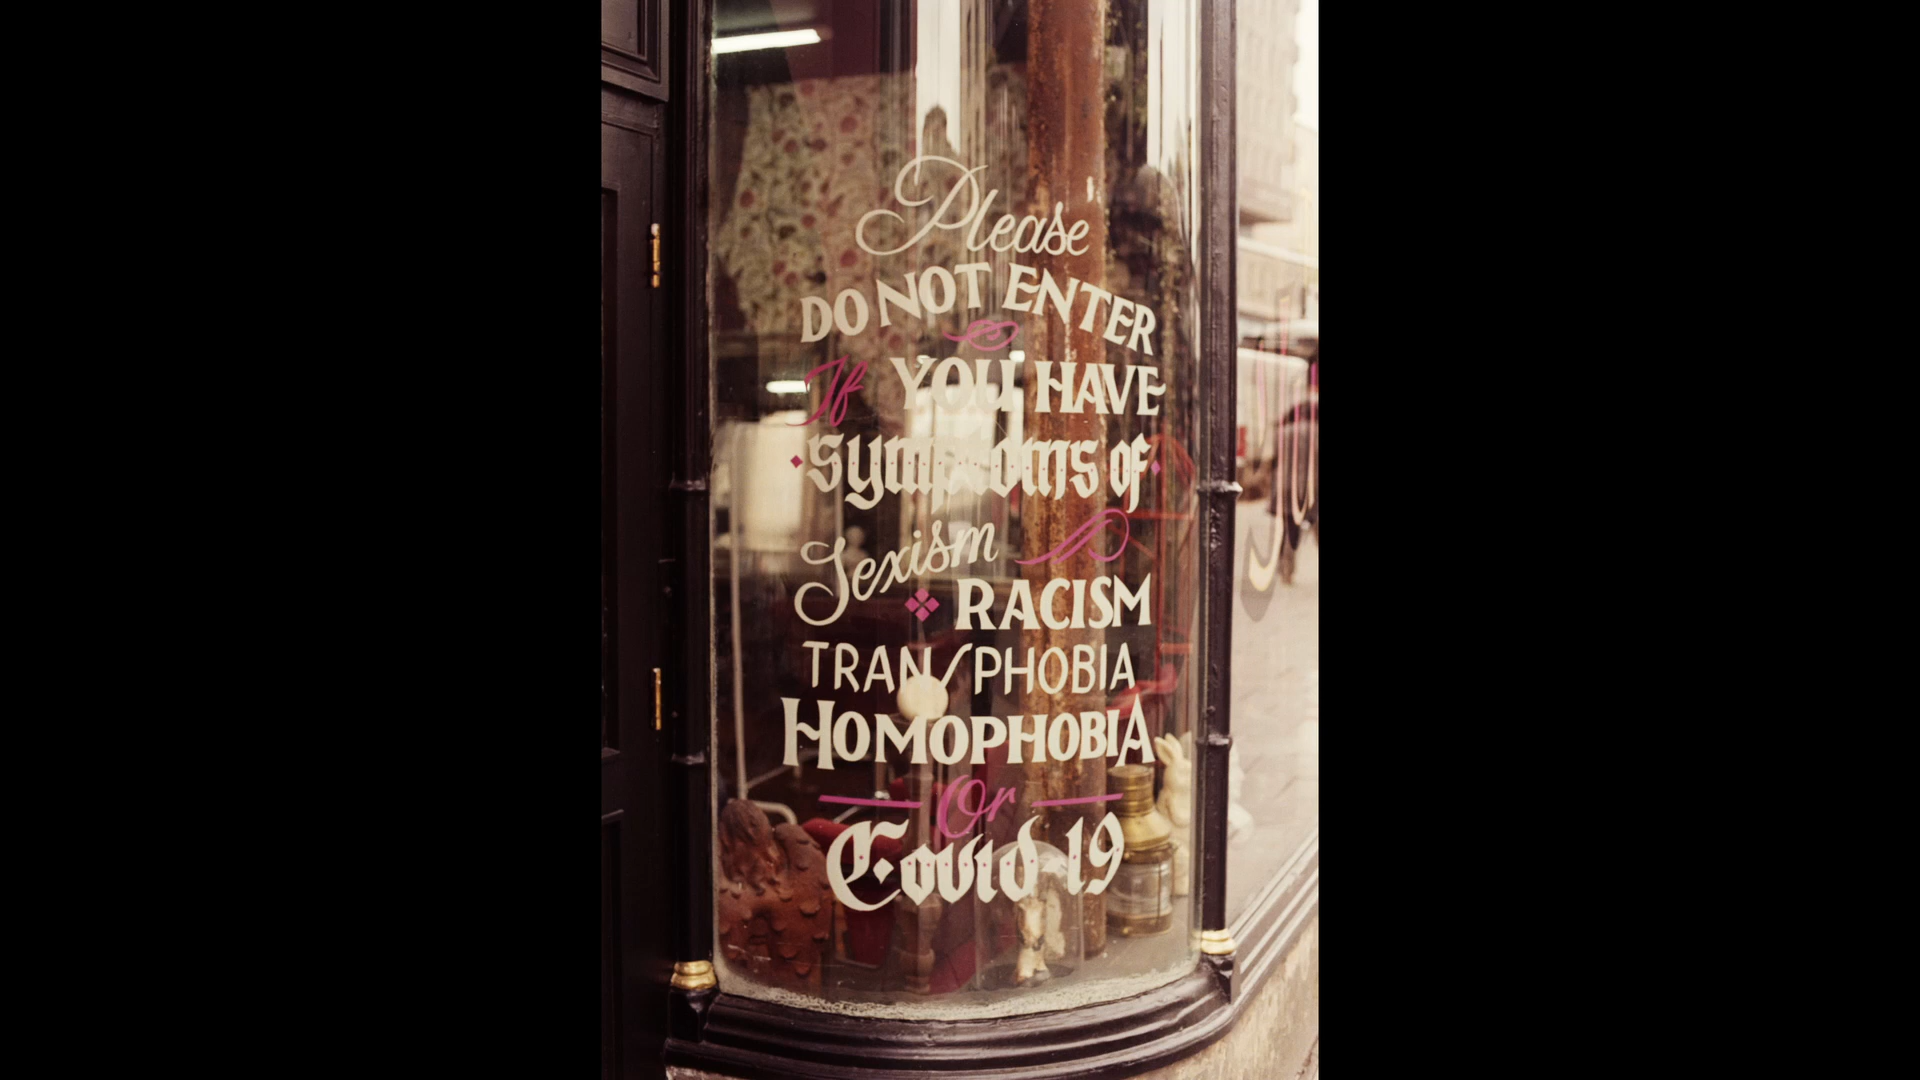 Please
DO NOT ENTER
If YOU HAVE
symptoms of
Sexism
RACISM
TRANSPHOBIA
HOMOPHOBIA
Or
Covid-19